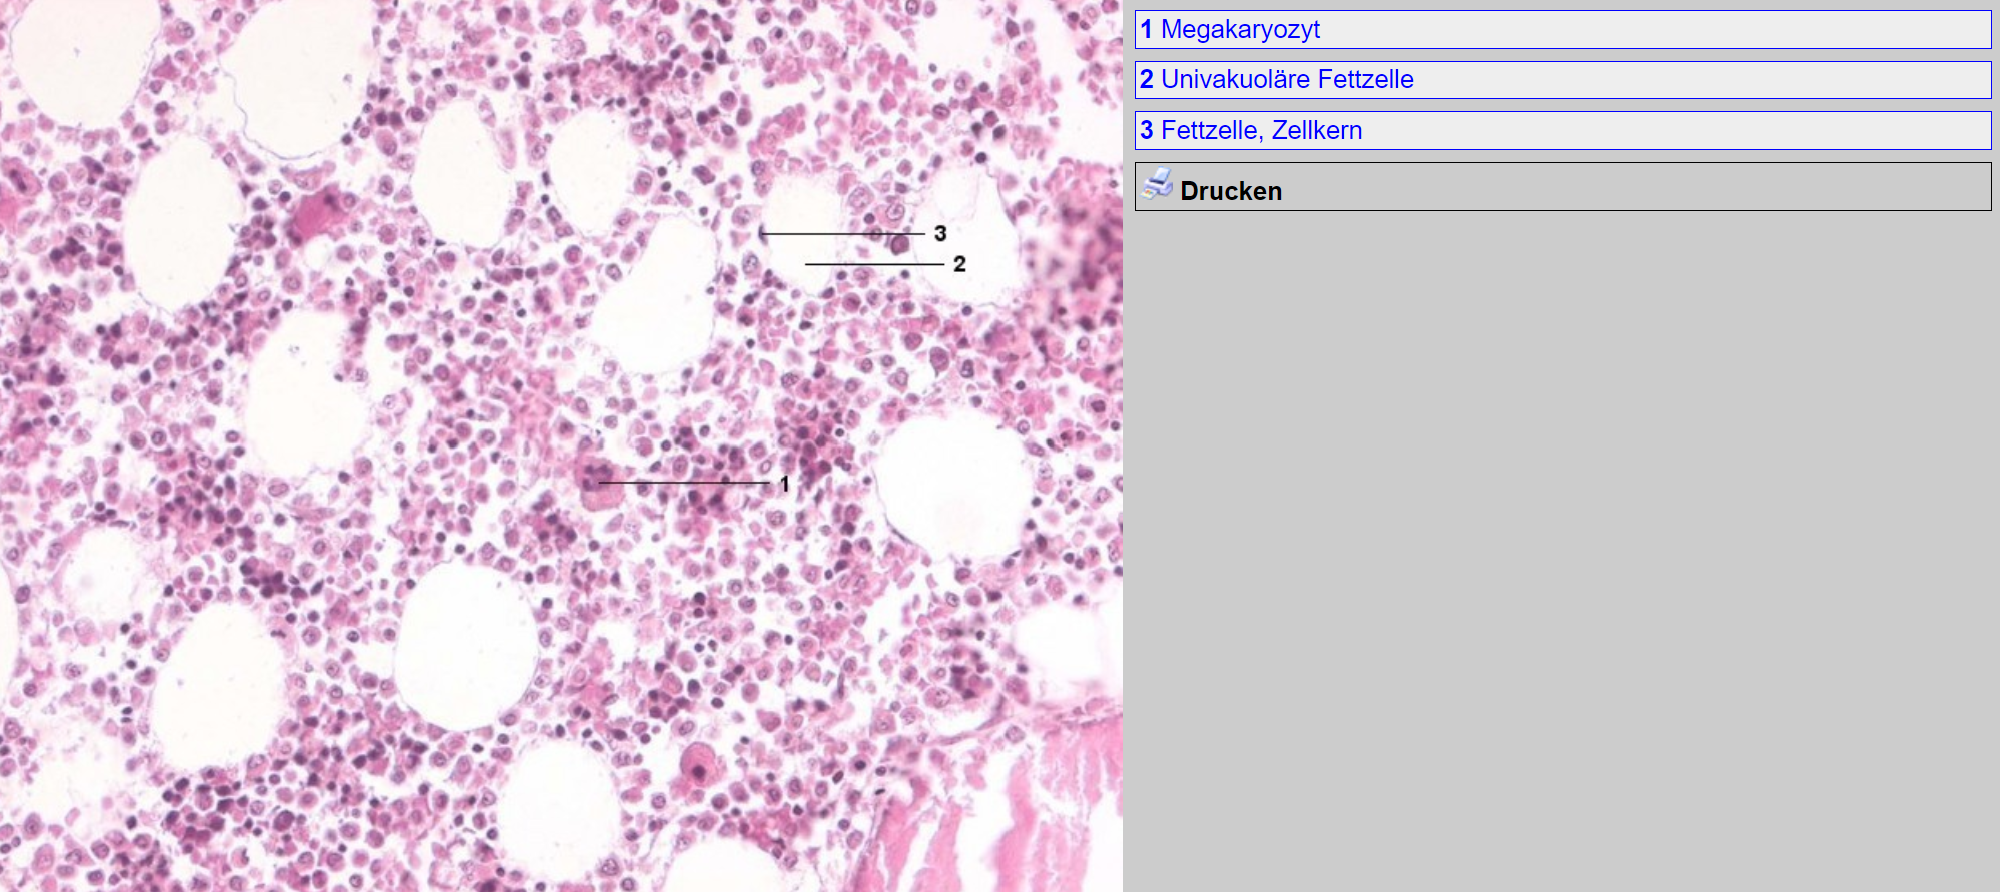 3
2
1
1 Megakaryozyt
2 Univakuoläre Fettzelle
3 Fettzelle, Zellkern
Drucken